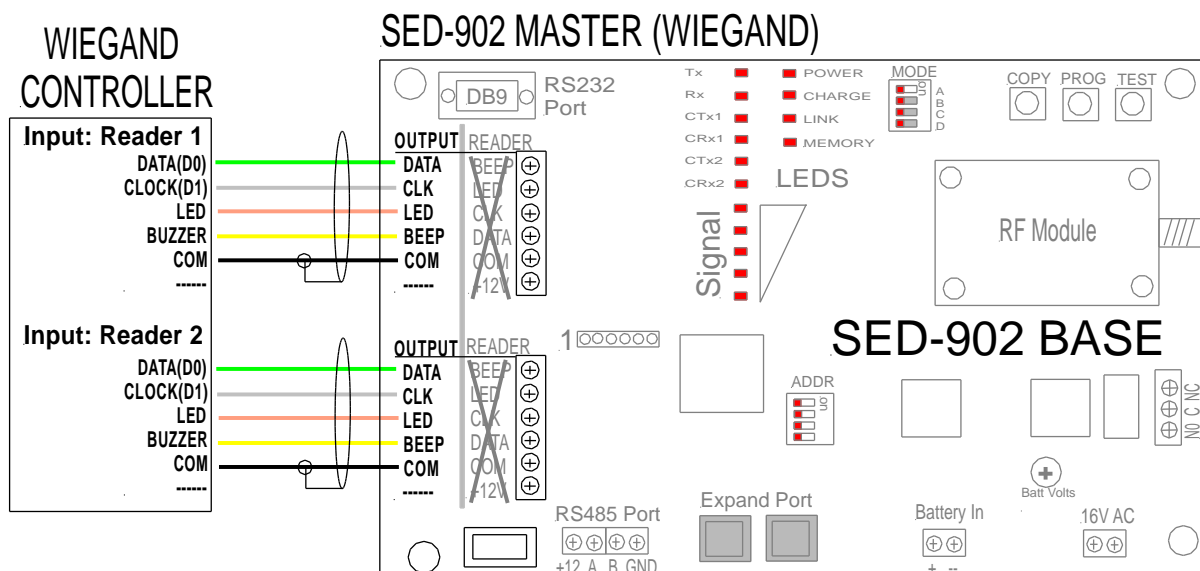 WIEGAND
CONTROLLER
Input: Reader 1
DATA(D0)
CLOCK(D1)
LED
BUZZER
COM
------
Input: Reader 2
DATA(D0)
CLOCK(D1)
LED
BUZZER
COM
------
SED-902 MASTER (WIEGAND)
DB9
RS232
Port
OUTPUT READER
DATA BEEP
CLK LED
LED CLK
BEEP DATA
COM COM
------ +12V
OUTPUT READER
DATA BEEP
CLK LED
LED CLK
BEEP DATA
COM COM
------ +12V
Tx
Rx
CTx1
CRx1
CTx2
CRx2
Signal
POWER
CHARGE
LINK
MEMORY
LEDS
MODE
on
A
B
C
D
COPY PROG TEST
RF Module
SED-902 BASE
1
ADDR
on
N0 C NC
Batt Volts
RS485 Port
+12 A B GND
Expand Port
Battery In
+ --
16V AC